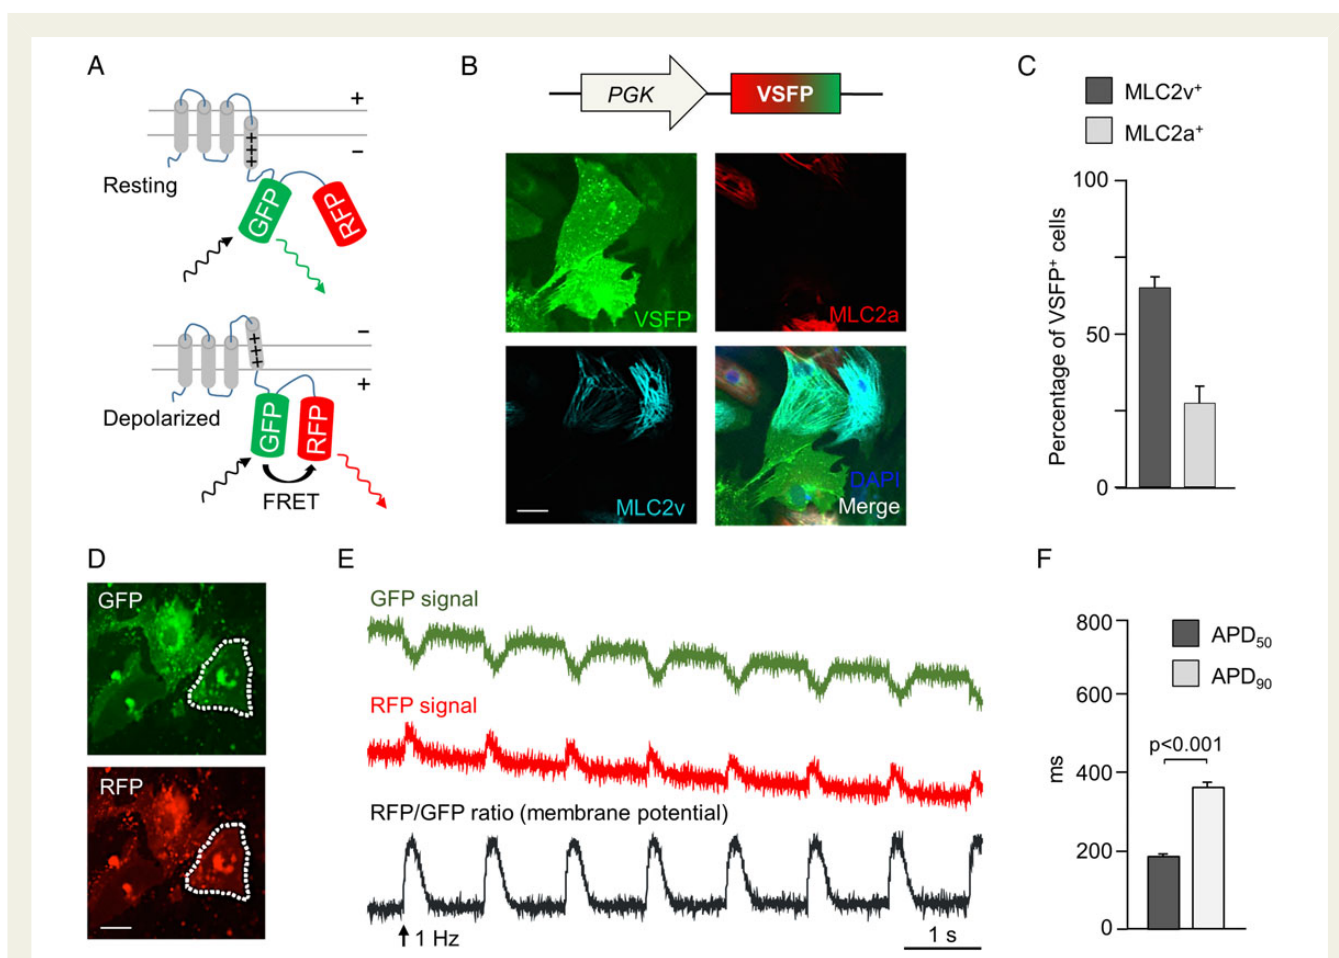 A
+
+++
−
Resting
GFP
RFP
−
+++
+
Depolarized
GFP
RFP
FRET
B
PGK
VSFP
VSFP
MLC2a
MLC2v
DAPI
Merge
C
MLC2v⁺
MLC2a⁺
Percentage of VSFP⁺ cells
100
50
0
D
GFP
RFP
E
GFP signal
RFP signal
RFP/GFP ratio (membrane potential)
1 Hz
1 s
F
APD₅₀
APD₉₀
p<0.001
ms
800
600
400
200
0